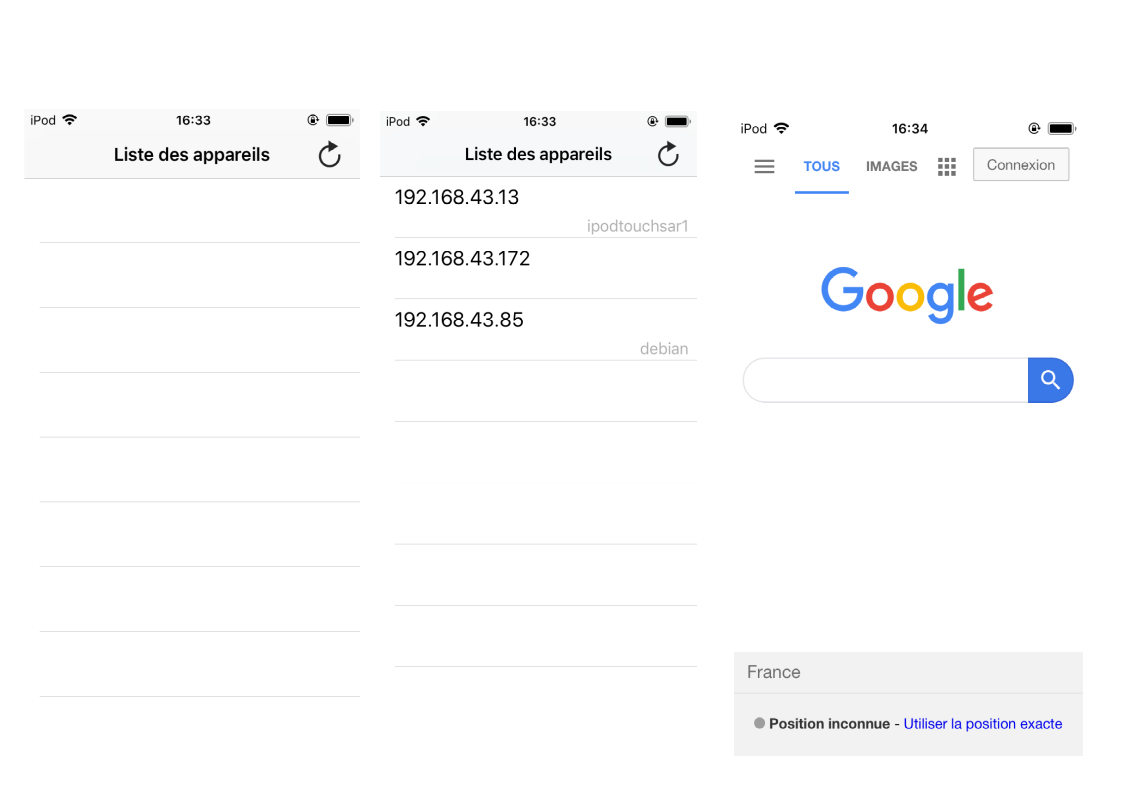 iPod 16:33
Liste des appareils
iPod 16:33
Liste des appareils
192.168.43.13
ipodtouchsar1
192.168.43.172
192.168.43.85
debian
iPod 16:34
TOUS IMAGES Connexion
Google
France
Position inconnue - Utiliser la position exacte